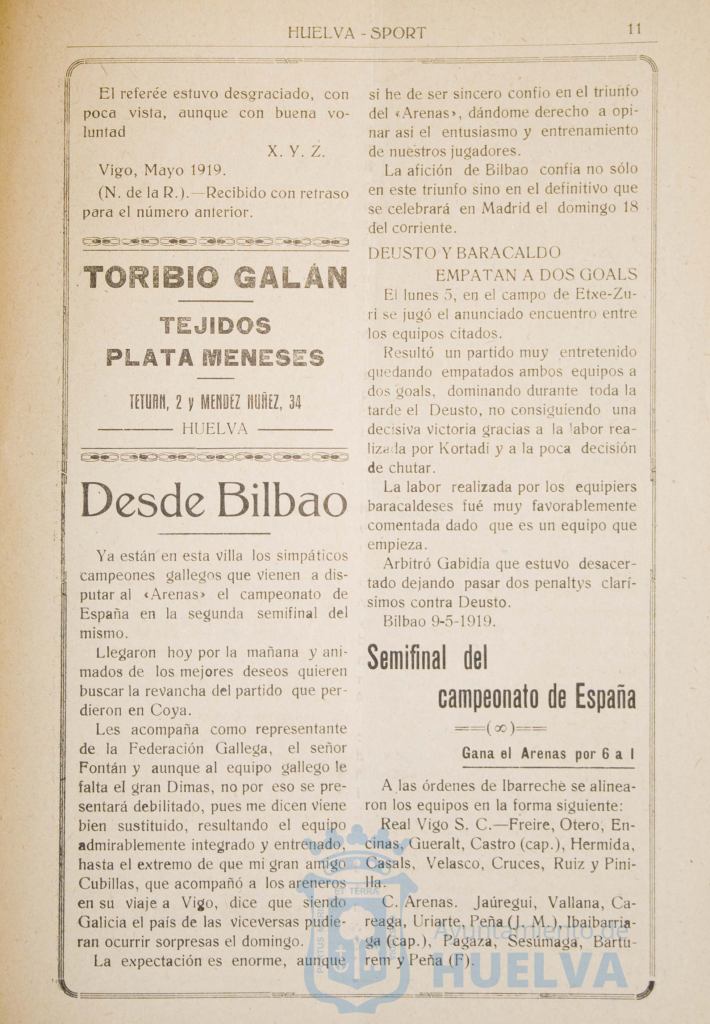 HUELVA - SPORT
11
El referée estuvo desgraciado, con
poca vista, aunque con buena vo-
luntad
X. Y. Z.
Vigo, Mayo 1919.
(N. de la R.).—Recibido con retraso
para el número anterior.
TORIBIO GALÁN
TEJIDOS
PLATA MENESES
TETUAN, 2 y MENDEZ NUÑEZ, 34
HUELVA
Desde Bilbao
Ya están en esta villa los simpáticos
campeones gallegos que vienen a dis-
putar al «Arenas» el campeonato de
España en la segunda semifinal del
mismo.
Llegaron hoy por la mañana y ani-
mados de los mejores deseos quieren
buscar la revancha del partido que per-
dieron en Coya.
Les acompaña como representante
de la Federación Gallega, el señor
Fontán y aunque al equipo gallego le
falta el gran Dimas, no por eso se pre-
sentará debilitado, pues me dicen viene
bien sustituido, resultando el equipo
admirablemente integrado y entrenado,
hasta el extremo de que mi gran amigo
Cubillas, que acompañó a los areneros
en su viaje a Vigo, dice que siendo
Galicia el país de las viceversas pudie-
ran ocurrir sorpresas el domingo.
La expectación es enorme, aunque
si he de ser sincero confio en el triunfo
del «Arenas», dándome derecho a opi-
nar asi el entusiasmo y entrenamiento
de nuestros jugadores.
La afición de Bilbao confia no sólo
en este triunfo sino en el definitivo que
se celebrará en Madrid el domingo 18
del corriente.
DEUSTO Y BARACALDO
EMPATAN A DOS GOALS
El lunes 5, en el campo de Etxe-Zu-
ri se jugó el anunciado encuentro entre
los equipos citados.
Resultó un partido muy entretenido
quedando empatados ambos equipos a
dos goals, dominando durante toda la
tarde el Deusto, no consiguiendo una
decisiva victoria gracias a la labor rea-
lizada por Kortadi y a la poca decisión
de chutar.
La labor realizada por los equipiers
baracaldeses fué muy favorablemente
comentada dado que es un equipo que
empieza.
Arbitró Gabidia que estuvo desacer-
tado dejando pasar dos penaltys clarí-
simos contra Deusto.
Bilbao 9-5-1919.
Semifinal del
campeonato de España
==(∞)==
Gana el Arenas por 6 a 1
A las órdenes de Ibarreche se alinea-
ron los equipos en la forma siguiente:
Real Vigo S. C.—Freire, Otero, En-
cinas, Gueralt, Castro (cap.), Hermida,
Casals, Velasco, Cruces, Ruiz y Pini-
lla.
C. Arenas. Jaúregui, Vallana, Ca-
reaga, Uriarte, Peña (J. M.), Ibaibarria-
ga (cap.), Pagaza, Sesúmaga, Bartu-
rem y Peña (F).
Ayuntamiento de
HUELVA